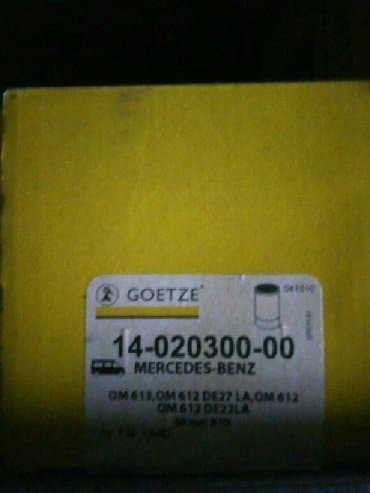 GOETZE®
14-020300-00
MERCEDES-BENZ
OM 613,OM 612 DE27 LA,OM 612
OM 612 DE22LA